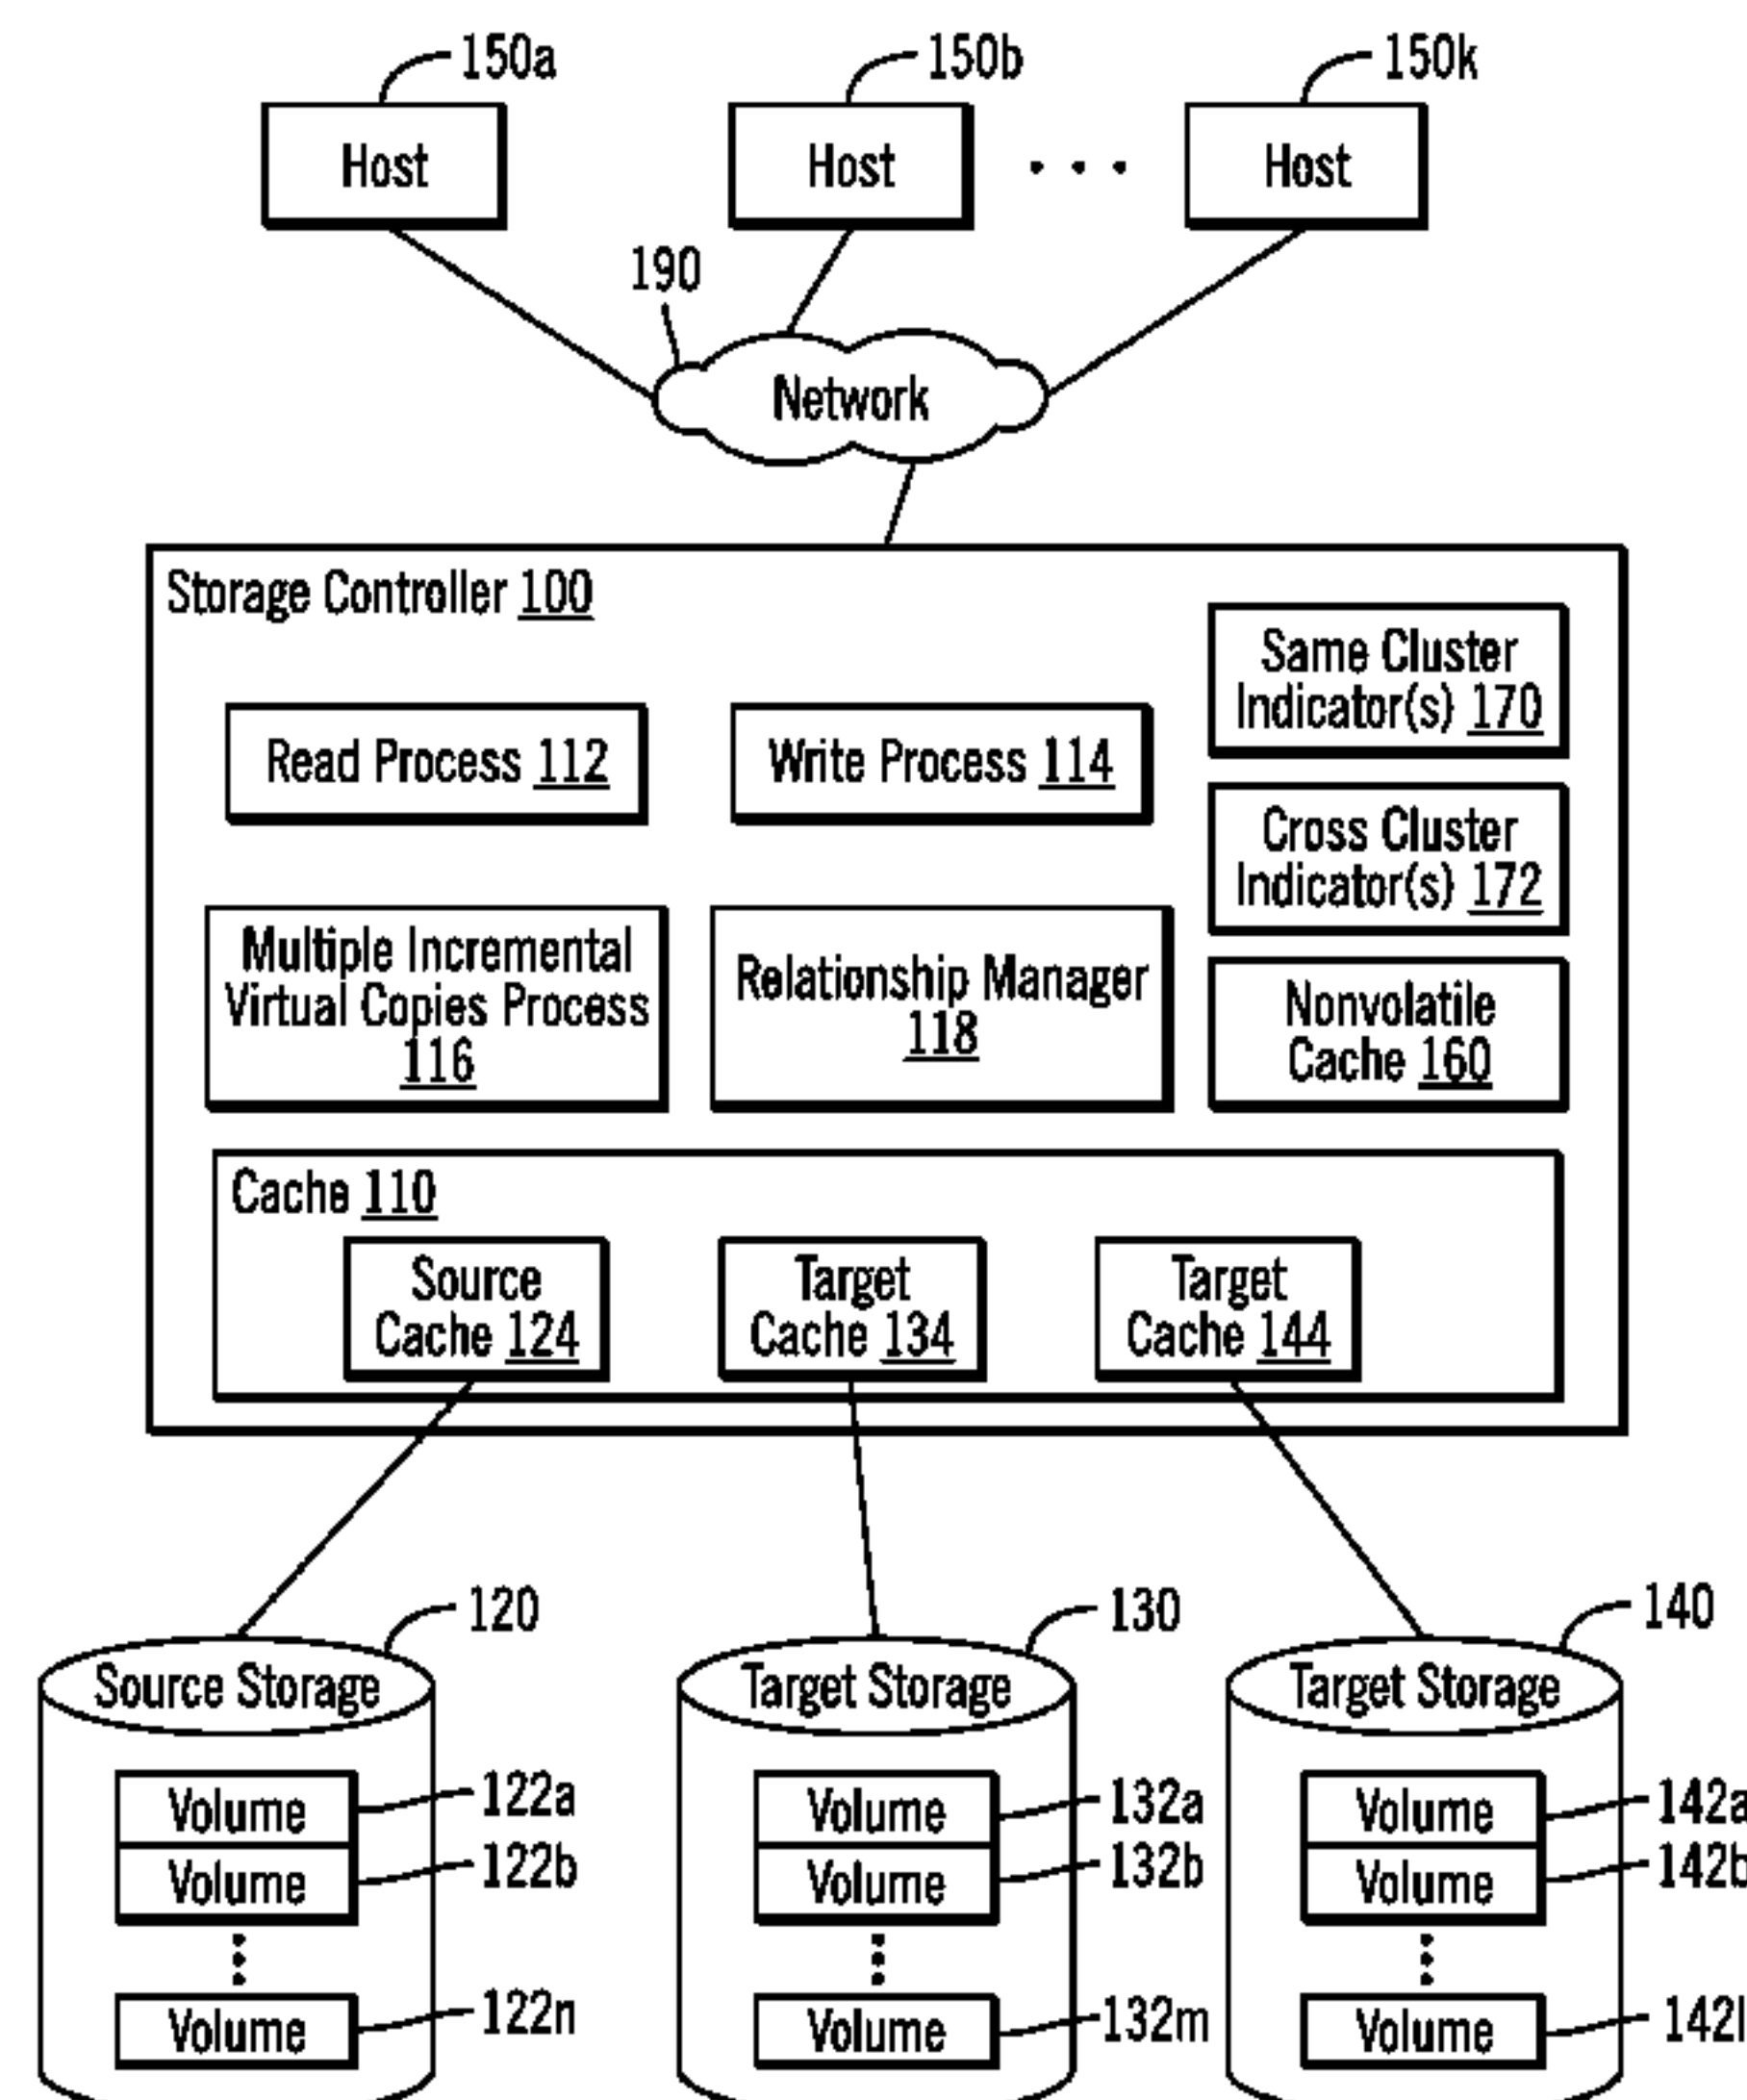 150a
150b
150k
Host
Host
. . .
Host
190
Network
Storage Controller 100
Same Cluster
Indicator(s) 170
Read Process 112
Write Process 114
Cross Cluster
Indicator(s) 172
Multiple Incremental
Virtual Copies Process
116
Relationship Manager
118
Nonvolatile
Cache 160
Cache 110
Source
Cache 124
Target
Cache 134
Target
Cache 144
120
130
140
Source Storage
Target Storage
Target Storage
Volume
122a
Volume
132a
Volume
142a
Volume
122b
Volume
132b
Volume
142b
Volume
122n
Volume
132m
Volume
142l